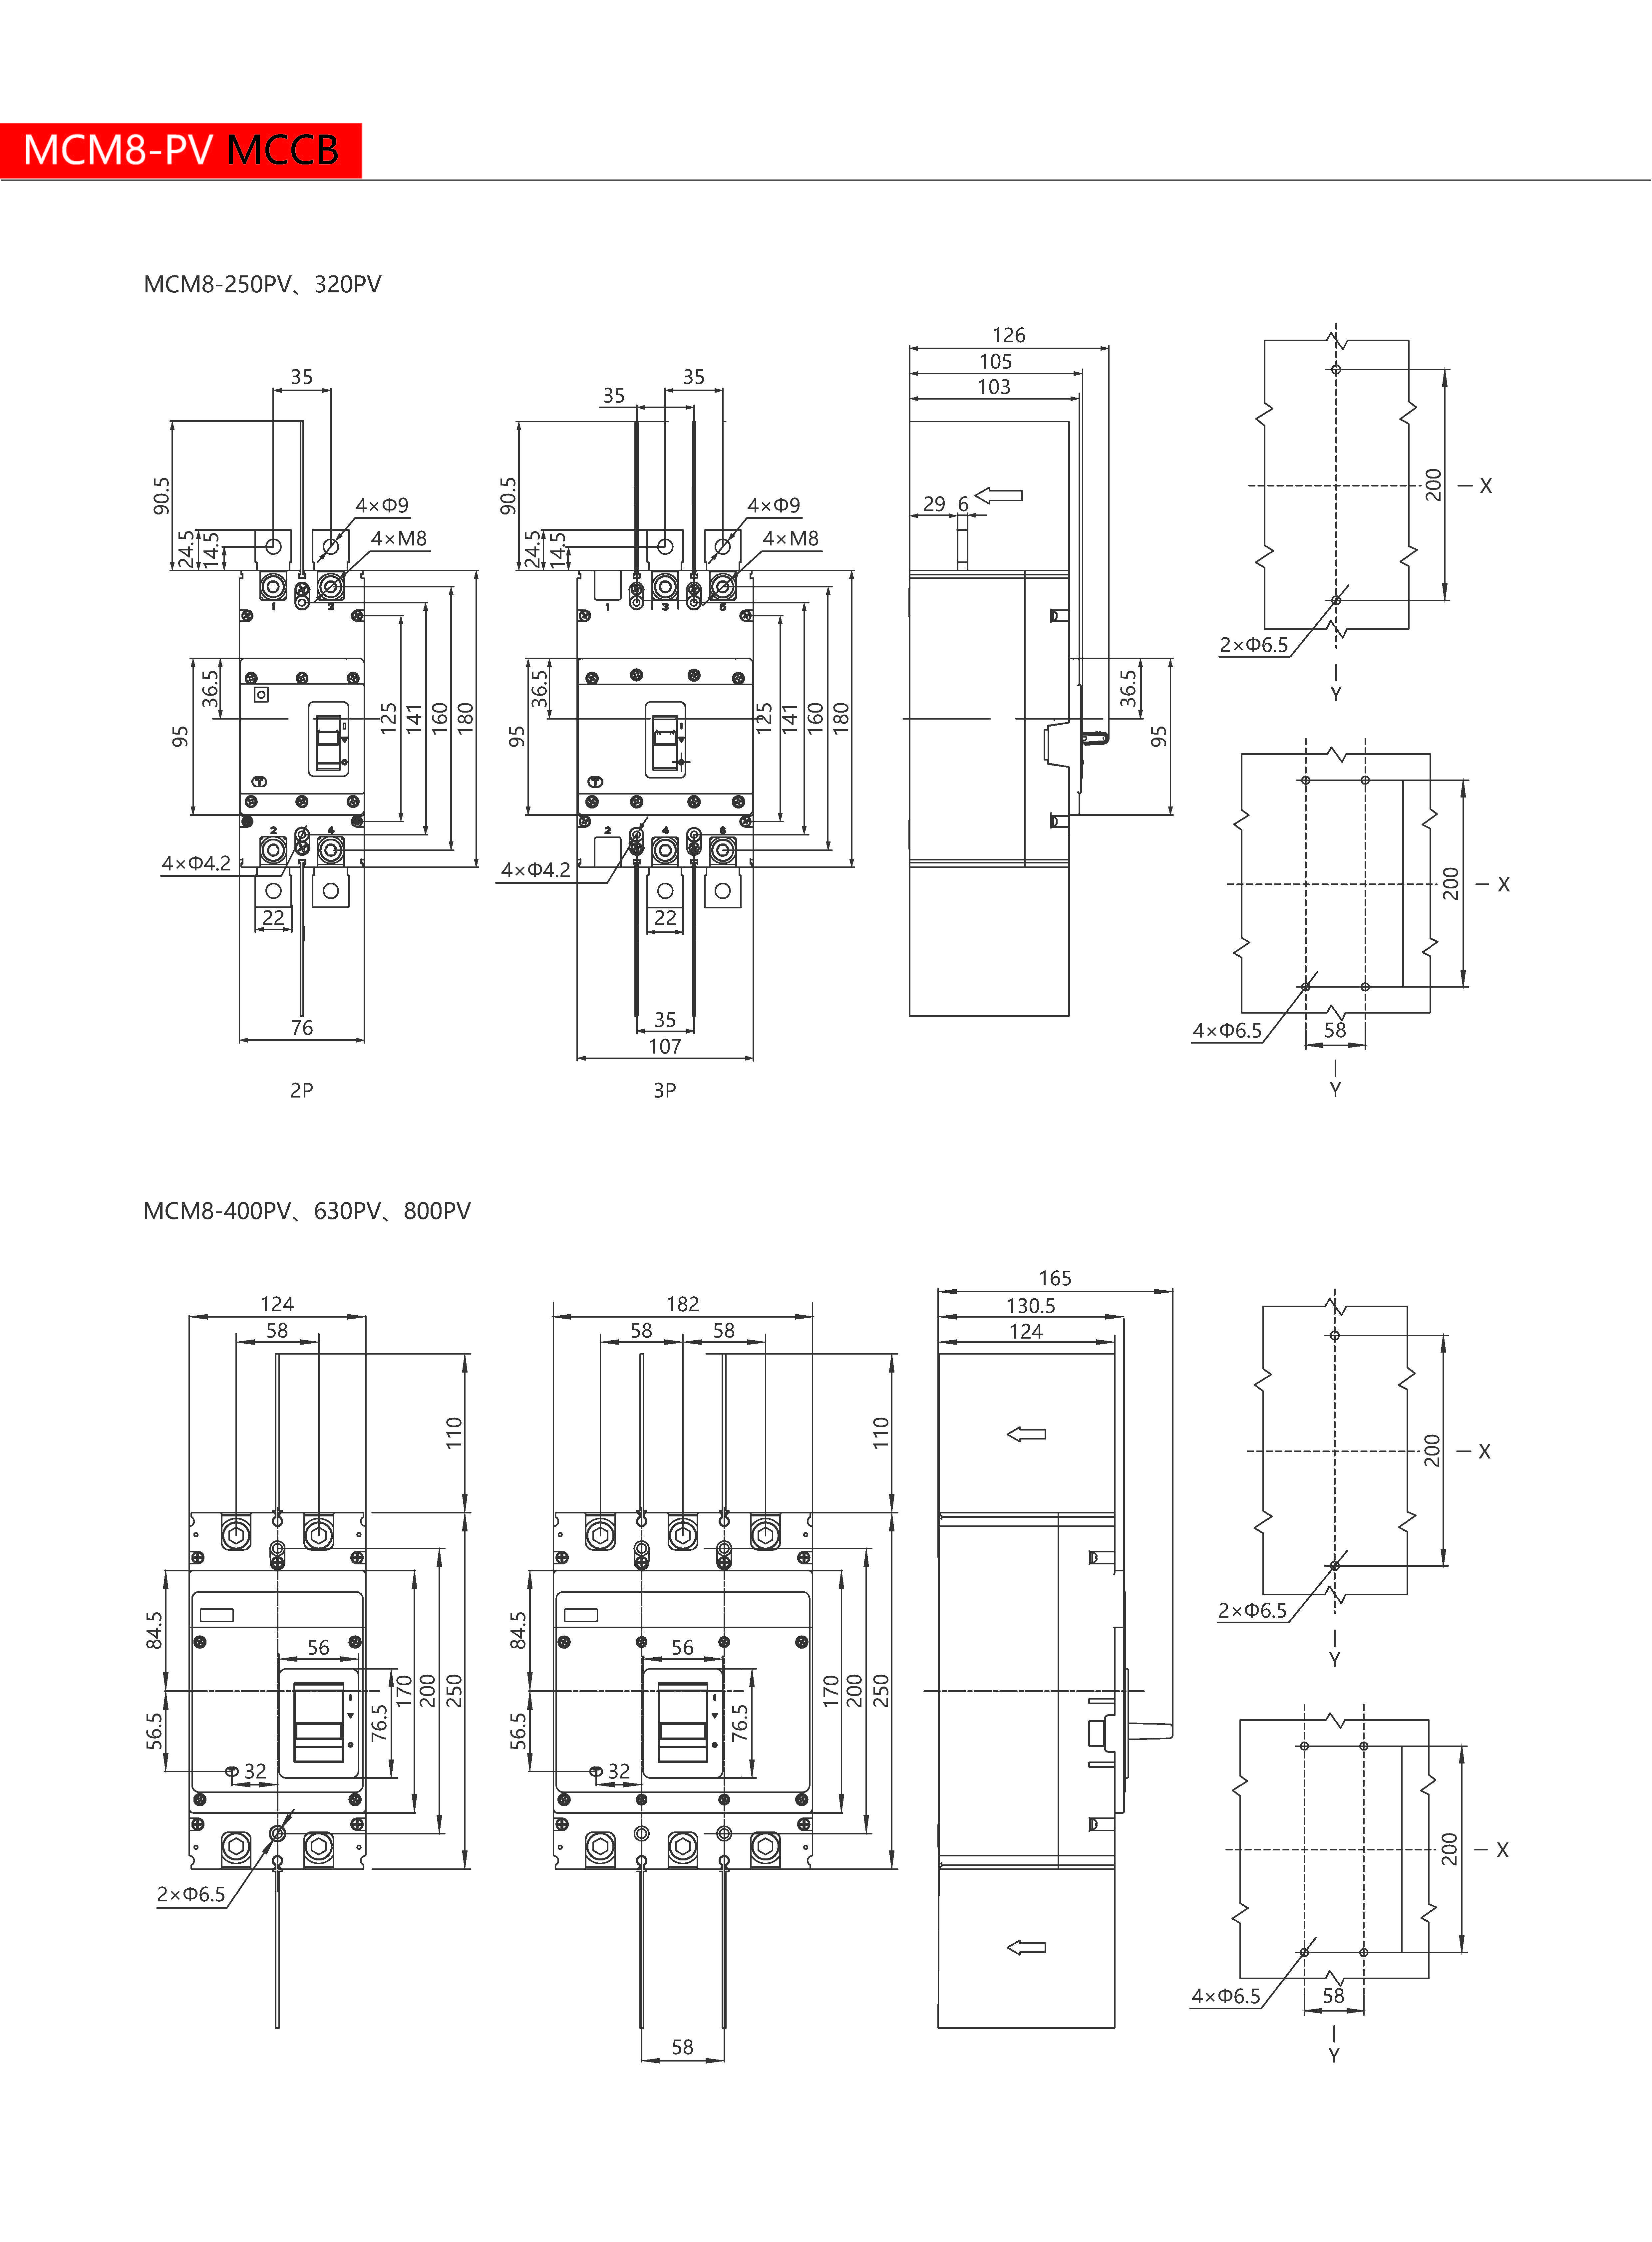 MCM8-PV MCCB
MCM8-250PV、320PV
35
90.5
24.5
14.5
4×Φ9
4×M8
1
3
95
36.5
I
125
141
160
180
2
4
4×Φ4.2
22
76
2P
35
35
90.5
24.5
14.5
4×Φ9
4×M8
1
3
5
95
36.5
I
125
141
160
180
2
4
6
4×Φ4.2
22
35
107
3P
126
105
103
29
6
36.5
95
200
X
2×Φ6.5
Y
200
X
4×Φ6.5
58
Y
MCM8-400PV、630PV、800PV
124
58
110
84.5
56.5
56
76.5
170
200
250
I
32
2×Φ6.5
182
58
58
110
84.5
56.5
56
76.5
170
200
250
I
32
58
165
130.5
124
200
X
2×Φ6.5
Y
200
X
4×Φ6.5
58
Y